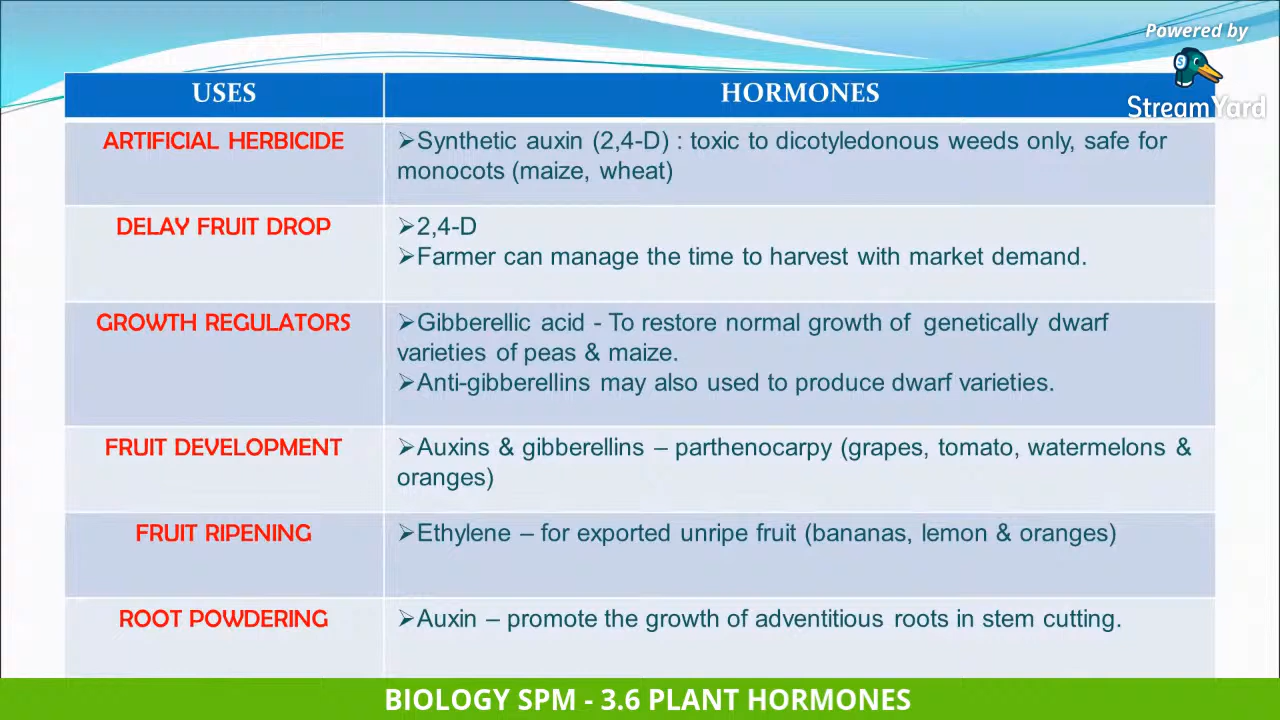 Powered by
StreamYard
USES
HORMONES
ARTIFICIAL HERBICIDE
➢Synthetic auxin (2,4-D) : toxic to dicotyledonous weeds only, safe for
monocots (maize, wheat)
DELAY FRUIT DROP
➢2,4-D
➢Farmer can manage the time to harvest with market demand.
GROWTH REGULATORS
➢Gibberellic acid - To restore normal growth of genetically dwarf
varieties of peas & maize.
➢Anti-gibberellins may also used to produce dwarf varieties.
FRUIT DEVELOPMENT
➢Auxins & gibberellins – parthenocarpy (grapes, tomato, watermelons &
oranges)
FRUIT RIPENING
➢Ethylene – for exported unripe fruit (bananas, lemon & oranges)
ROOT POWDERING
➢Auxin – promote the growth of adventitious roots in stem cutting.
BIOLOGY SPM - 3.6 PLANT HORMONES